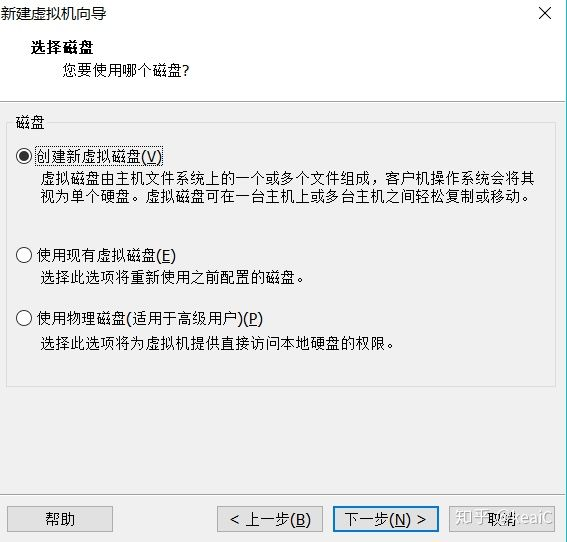 新建虚拟机向导
选择磁盘
您要使用哪个磁盘?
磁盘
创建新虚拟磁盘(V)
虚拟磁盘由主机文件系统上的一个或多个文件组成，客户机操作系统会将其
视为单个硬盘。虚拟磁盘可在一台主机上或多台主机之间轻松复制或移动。
使用现有虚拟磁盘(E)
选择此选项将重新使用之前配置的磁盘。
使用物理磁盘(适用于高级用户)(P)
选择此选项将为虚拟机提供直接访问本地硬盘的权限。
帮助
< 上一步(B)
下一步(N) >
取消
知乎 @keaiC